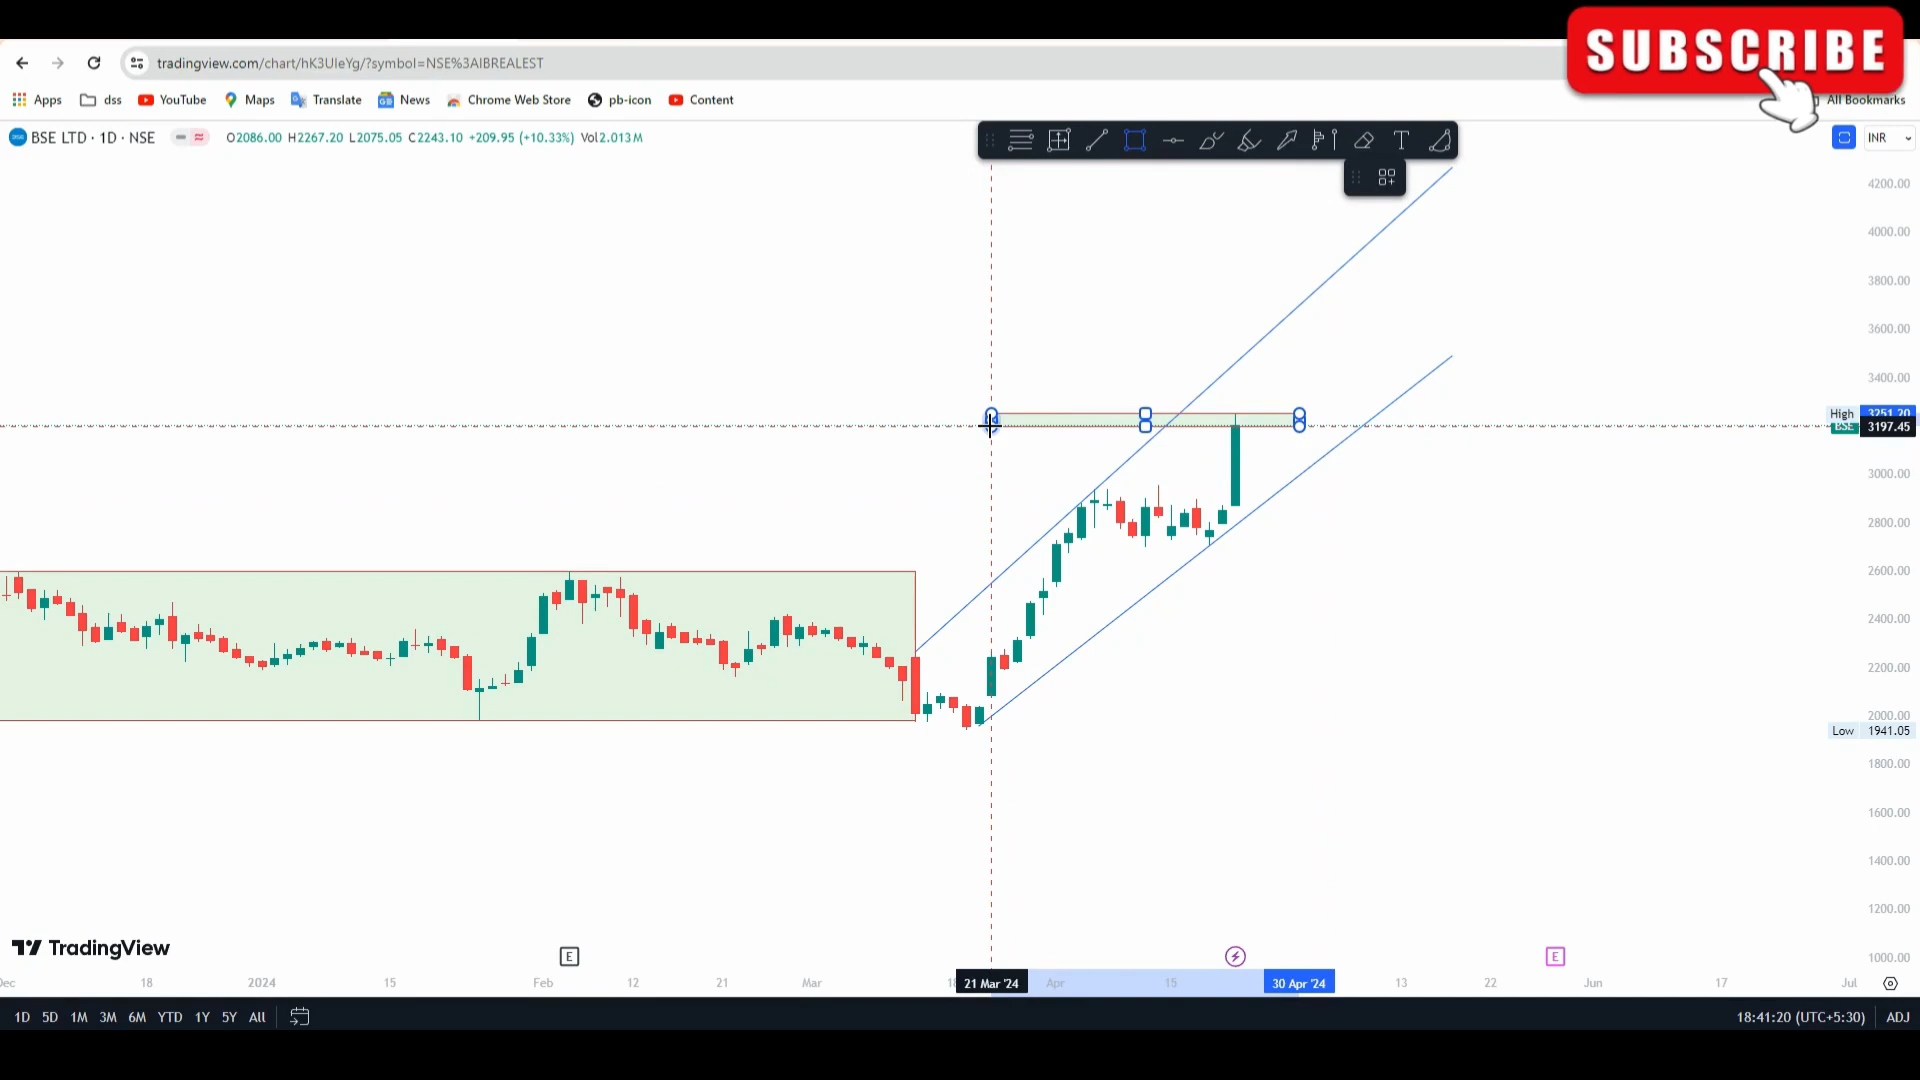 SUBSCRIBE
tradingview.com/chart/hK3UIeYg/?symbol=NSE%3AIBREALEST
Apps dss YouTube Maps Translate News Chrome Web Store pb-icon Content All Bookmarks
BSE LTD · 1D · NSE O2086.00 H2267.20 L2075.05 C2243.10 +209.95 (+10.33%) Vol2.013M INR
4200.00
4000.00
3800.00
3600.00
3400.00
High 3251.20
BSE 3197.45
3000.00
2800.00
2600.00
2400.00
2200.00
2000.00
Low 1941.05
1800.00
1600.00
1400.00
1200.00
1000.00
TradingView
E E
Dec 18 2024 15 Feb 12 21 Mar 18 21 Mar '24 Apr 15 30 Apr '24 13 22 Jun 17 Jul
1D 5D 1M 3M 6M YTD 1Y 5Y All 18:41:20 (UTC+5:30) ADJ